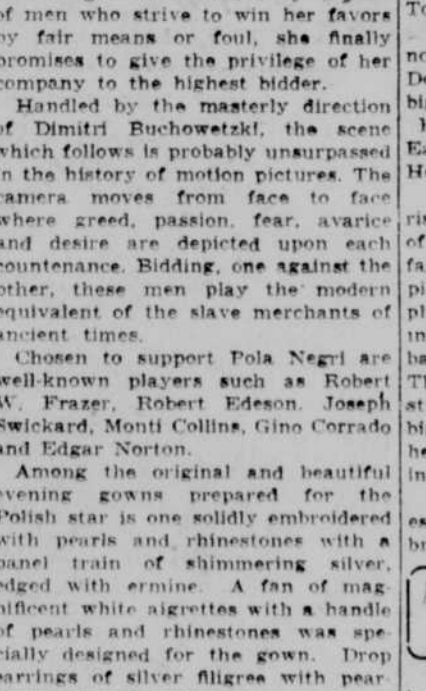 of men who strive to win her favors
by fair means or foul, she finally
promises to give the privilege of her
company to the highest bidder.
Handled by the masterly direction
of Dimitri Buchowetzki, the scene
which follows is probably unsurpassed
in the history of motion pictures. The
camera moves from face to face
where greed, passion, fear, avarice
and desire are depicted upon each
countenance. Bidding, one against the
other, these men play the modern
equivalent of the slave merchants of
ancient times.
Chosen to support Pola Negri are
well-known players such as Robert
W. Frazer, Robert Edeson, Joseph
Swickard, Monti Collins, Gino Corrado
and Edgar Norton.
Among the original and beautiful
evening gowns prepared for the
Polish star is one solidly embroidered
with pearls and rhinestones with a
panel train of shimmering silver,
edged with ermine. A fan of mag-
nificent white aigrettes with a handle
of pearls and rhinestones was spe-
cially designed for the gown. Drop
earrings of silver filigree with pear-